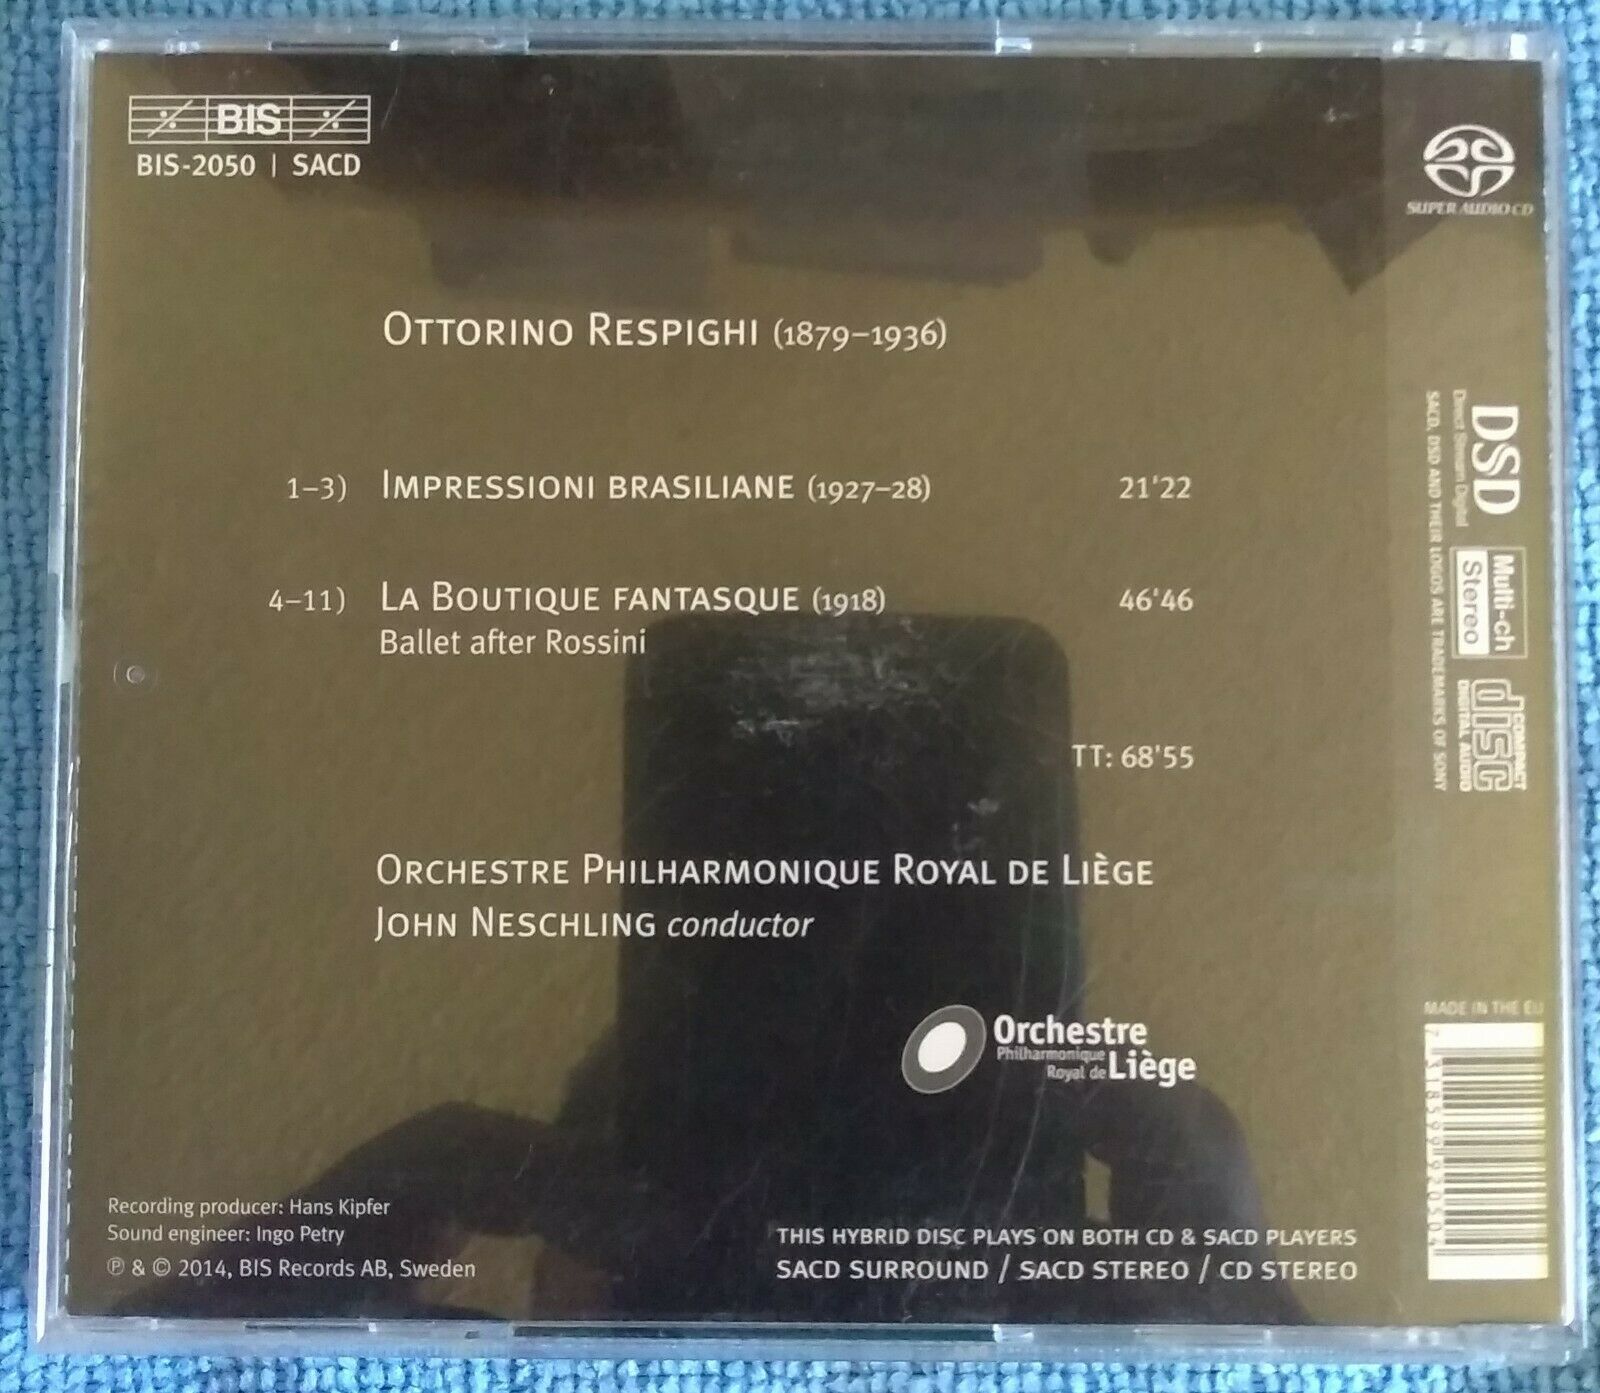 BIS
BIS-2050 | SACD
SUPER AUDIO CD
OTTORINO RESPIGHI (1879–1936)
1–3) IMPRESSIONI BRASILIANE (1927–28) 21'22
4–11) LA BOUTIQUE FANTASQUE (1918) 46'46
Ballet after Rossini
TT: 68'55
ORCHESTRE PHILHARMONIQUE ROYAL DE LIÈGE
JOHN NESCHLING conductor
Orchestre
Philharmonique
Royal de Liège
Recording producer: Hans Kipfer
Sound engineer: Ingo Petry
℗ & © 2014, BIS Records AB, Sweden
THIS HYBRID DISC PLAYS ON BOTH CD & SACD PLAYERS
SACD SURROUND / SACD STEREO / CD STEREO
DSD
Direct Stream Digital
SACD, DSD AND THEIR LOGOS ARE TRADEMARKS OF SONY
Multi-ch
Stereo
COMPACT
disc
DIGITAL AUDIO
MADE IN THE EU